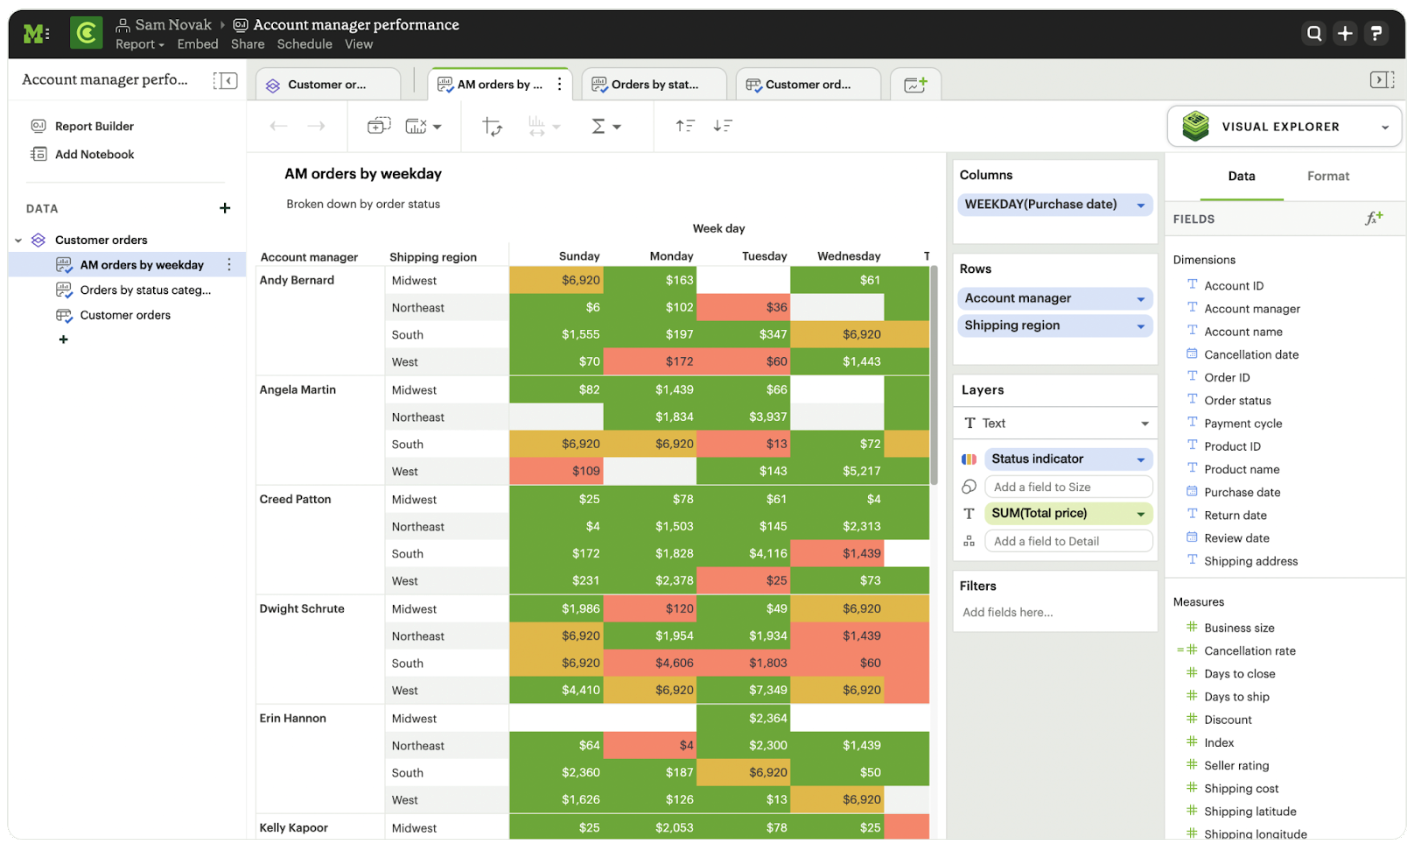 Sam Novak › Account manager performance
Report Embed Share Schedule View
Account manager perfo...
Customer or...
AM orders by ...
Orders by stat...
Customer ord...
Report Builder
Add Notebook
DATA
Customer orders
AM orders by weekday
Orders by status categ...
Customer orders
VISUAL EXPLORER
AM orders by weekday
Broken down by order status
Week day
Account manager Shipping region Sunday Monday Tuesday Wednesday T
Andy Bernard Midwest $6,920 $163 $61
Northeast $6 $102 $36
South $1,555 $197 $347 $6,920
West $70 $172 $60 $1,443
Angela Martin Midwest $82 $1,439 $66
Northeast $1,834 $3,937
South $6,920 $6,920 $13 $72
West $109 $143 $5,217
Creed Patton Midwest $25 $78 $61 $4
Northeast $4 $1,503 $145 $2,313
South $172 $1,828 $4,116 $1,439
West $231 $2,378 $25 $73
Dwight Schrute Midwest $1,986 $120 $49 $6,920
Northeast $6,920 $1,954 $1,934 $1,439
South $6,920 $4,606 $1,803 $60
West $4,410 $6,920 $7,349 $6,920
Erin Hannon Midwest $2,364
Northeast $64 $4 $2,300 $1,439
South $2,360 $187 $6,920 $50
West $1,626 $126 $13 $6,920
Kelly Kapoor Midwest $25 $2,053 $78 $25
Columns
WEEKDAY(Purchase date)
Rows
Account manager
Shipping region
Layers
T Text
Status indicator
Add a field to Size
T SUM(Total price)
Add a field to Detail
Filters
Add fields here...
Data Format
FIELDS
Dimensions
T Account ID
T Account manager
T Account name
Cancellation date
T Order ID
T Order status
T Payment cycle
T Product ID
T Product name
Purchase date
T Return date
Review date
T Shipping address
Measures
# Business size
=# Cancellation rate
# Days to close
# Days to ship
# Discount
# Index
# Seller rating
# Shipping cost
# Shipping latitude
# Shipping longitude